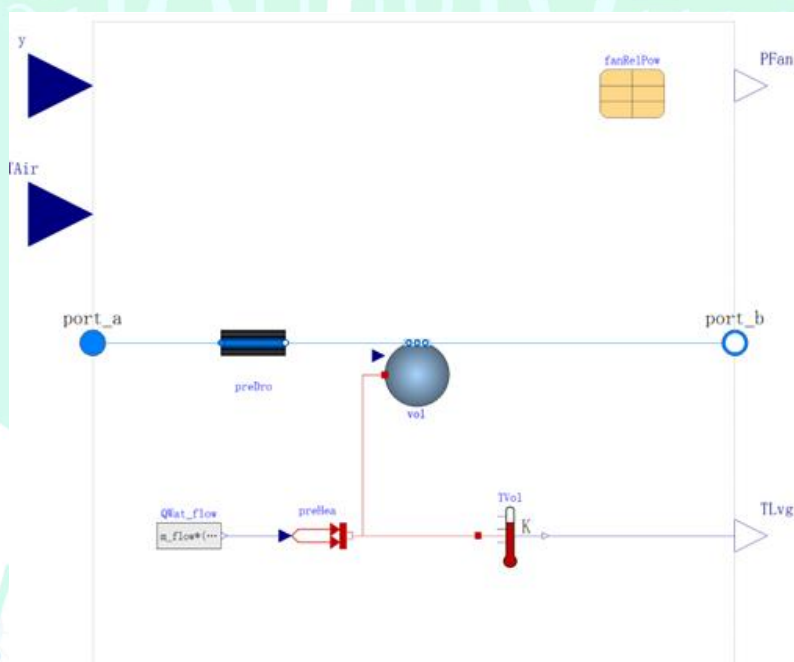 y
fanRelPow
PFan
TAir
port_a
port_b
preDro
vol
QWat_flow
preHea
TVol
TLvg
m_flow*(···
K